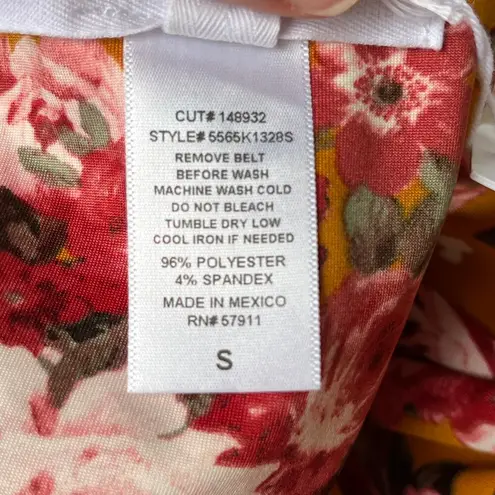 CUT# 148932
STYLE# 5565K1328S
REMOVE BELT
BEFORE WASH
MACHINE WASH COLD
DO NOT BLEACH
TUMBLE DRY LOW
COOL IRON IF NEEDED
96% POLYESTER
4% SPANDEX
MADE IN MEXICO
RN# 57911
S